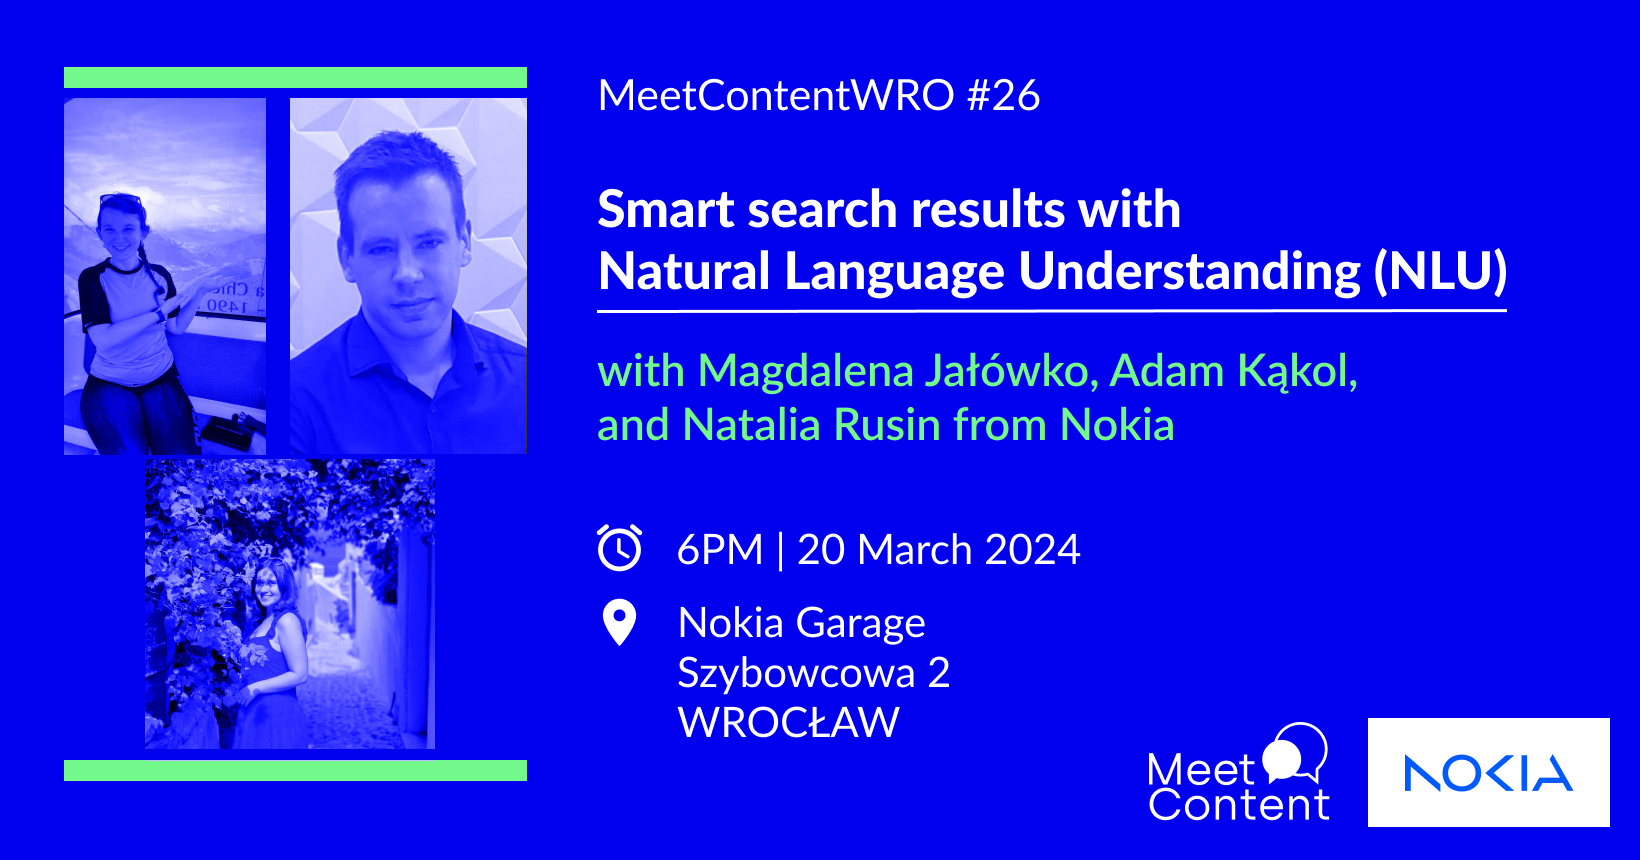 MeetContentWRO #26
Smart search results with
Natural Language Understanding (NLU)
with Magdalena Jałówko, Adam Kąkol,
and Natalia Rusin from Nokia
6PM | 20 March 2024
Nokia Garage
Szybowcowa 2
WROCŁAW
Meet
Content
NOKIA
1490